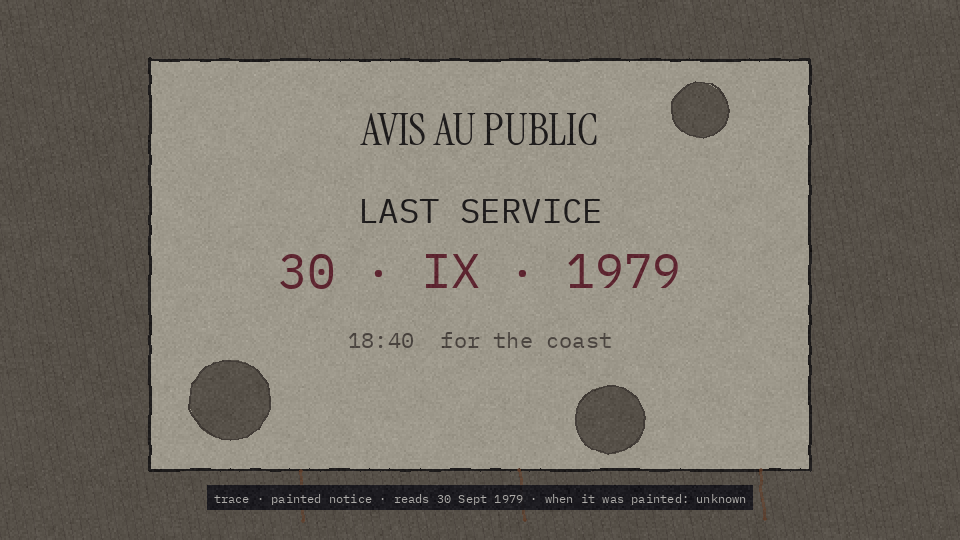 AVIS AU PUBLIC
LAST SERVICE
30 · IX · 1979
18:40 for the coast
trace · painted notice · reads 30 Sept 1979 · when it was painted: unknown